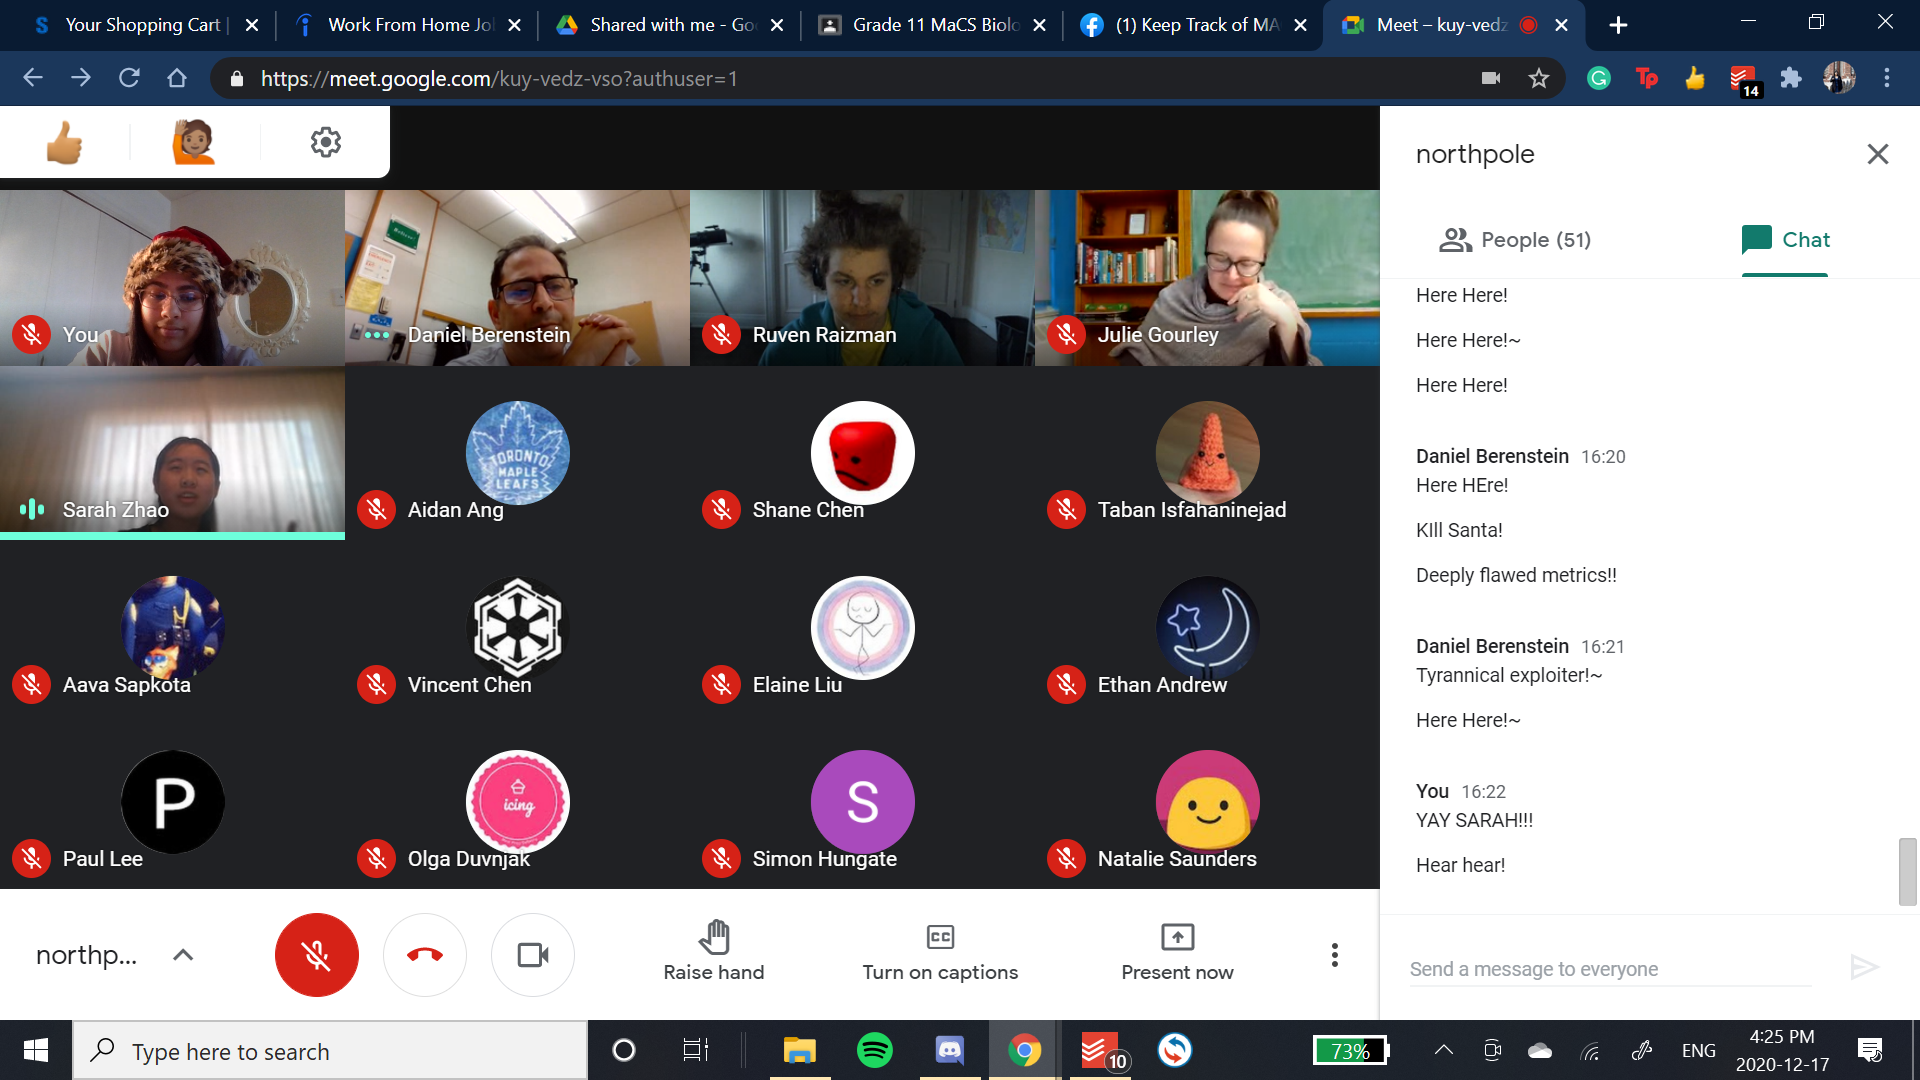 Your Shopping Cart |
Work From Home Jo
Shared with me - Go
Grade 11 MaCS Biolo
(1) Keep Track of MA
Meet – kuy-vedz
https://meet.google.com/kuy-vedz-vso?authuser=1
14
northpole
People (51)
Chat
You
Daniel Berenstein
Ruven Raizman
Julie Gourley
Sarah Zhao
TORONTO
MAPLE
LEAFS
Aidan Ang
Shane Chen
Taban Isfahaninejad
Aava Sapkota
Vincent Chen
Elaine Liu
Ethan Andrew
P
Paul Lee
icing
Olga Duvnjak
S
Simon Hungate
Natalie Saunders
Here Here!
Here Here!~
Here Here!
Daniel Berenstein 16:20
Here HEre!
KIll Santa!
Deeply flawed metrics!!
Daniel Berenstein 16:21
Tyrannical exploiter!~
Here Here!~
You 16:22
YAY SARAH!!!
Hear hear!
Send a message to everyone
northp...
Raise hand
CC
Turn on captions
Present now
Type here to search
10
73%
ENG
4:25 PM
2020-12-17